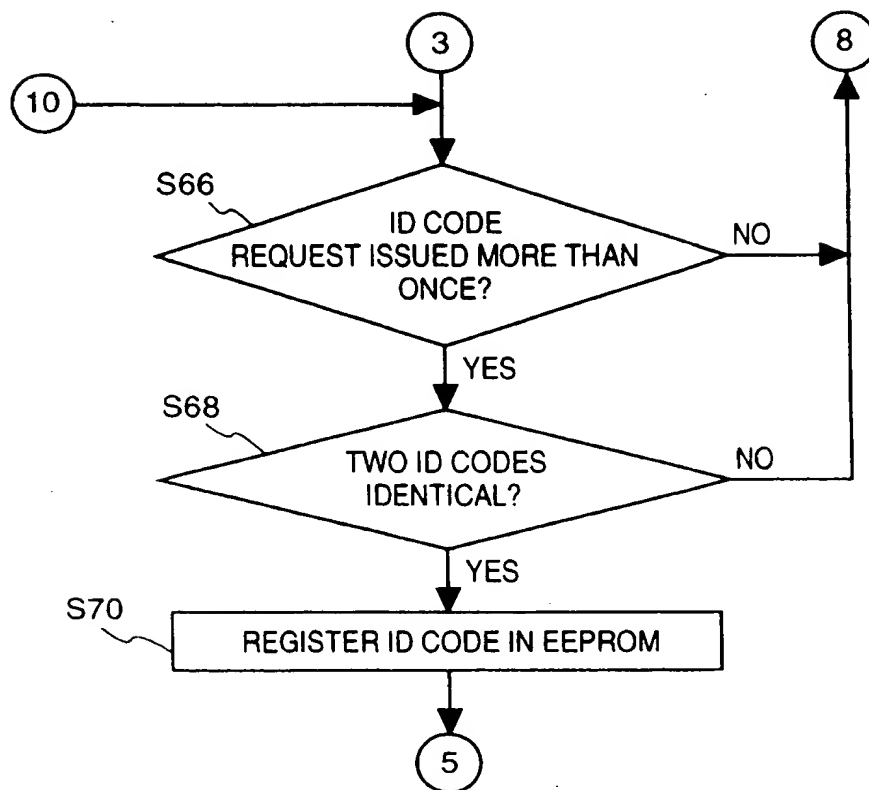 3
8
10
S66
ID CODE
REQUEST ISSUED MORE THAN
ONCE?
NO
YES
S68
TWO ID CODES
IDENTICAL?
NO
YES
S70
REGISTER ID CODE IN EEPROM
5